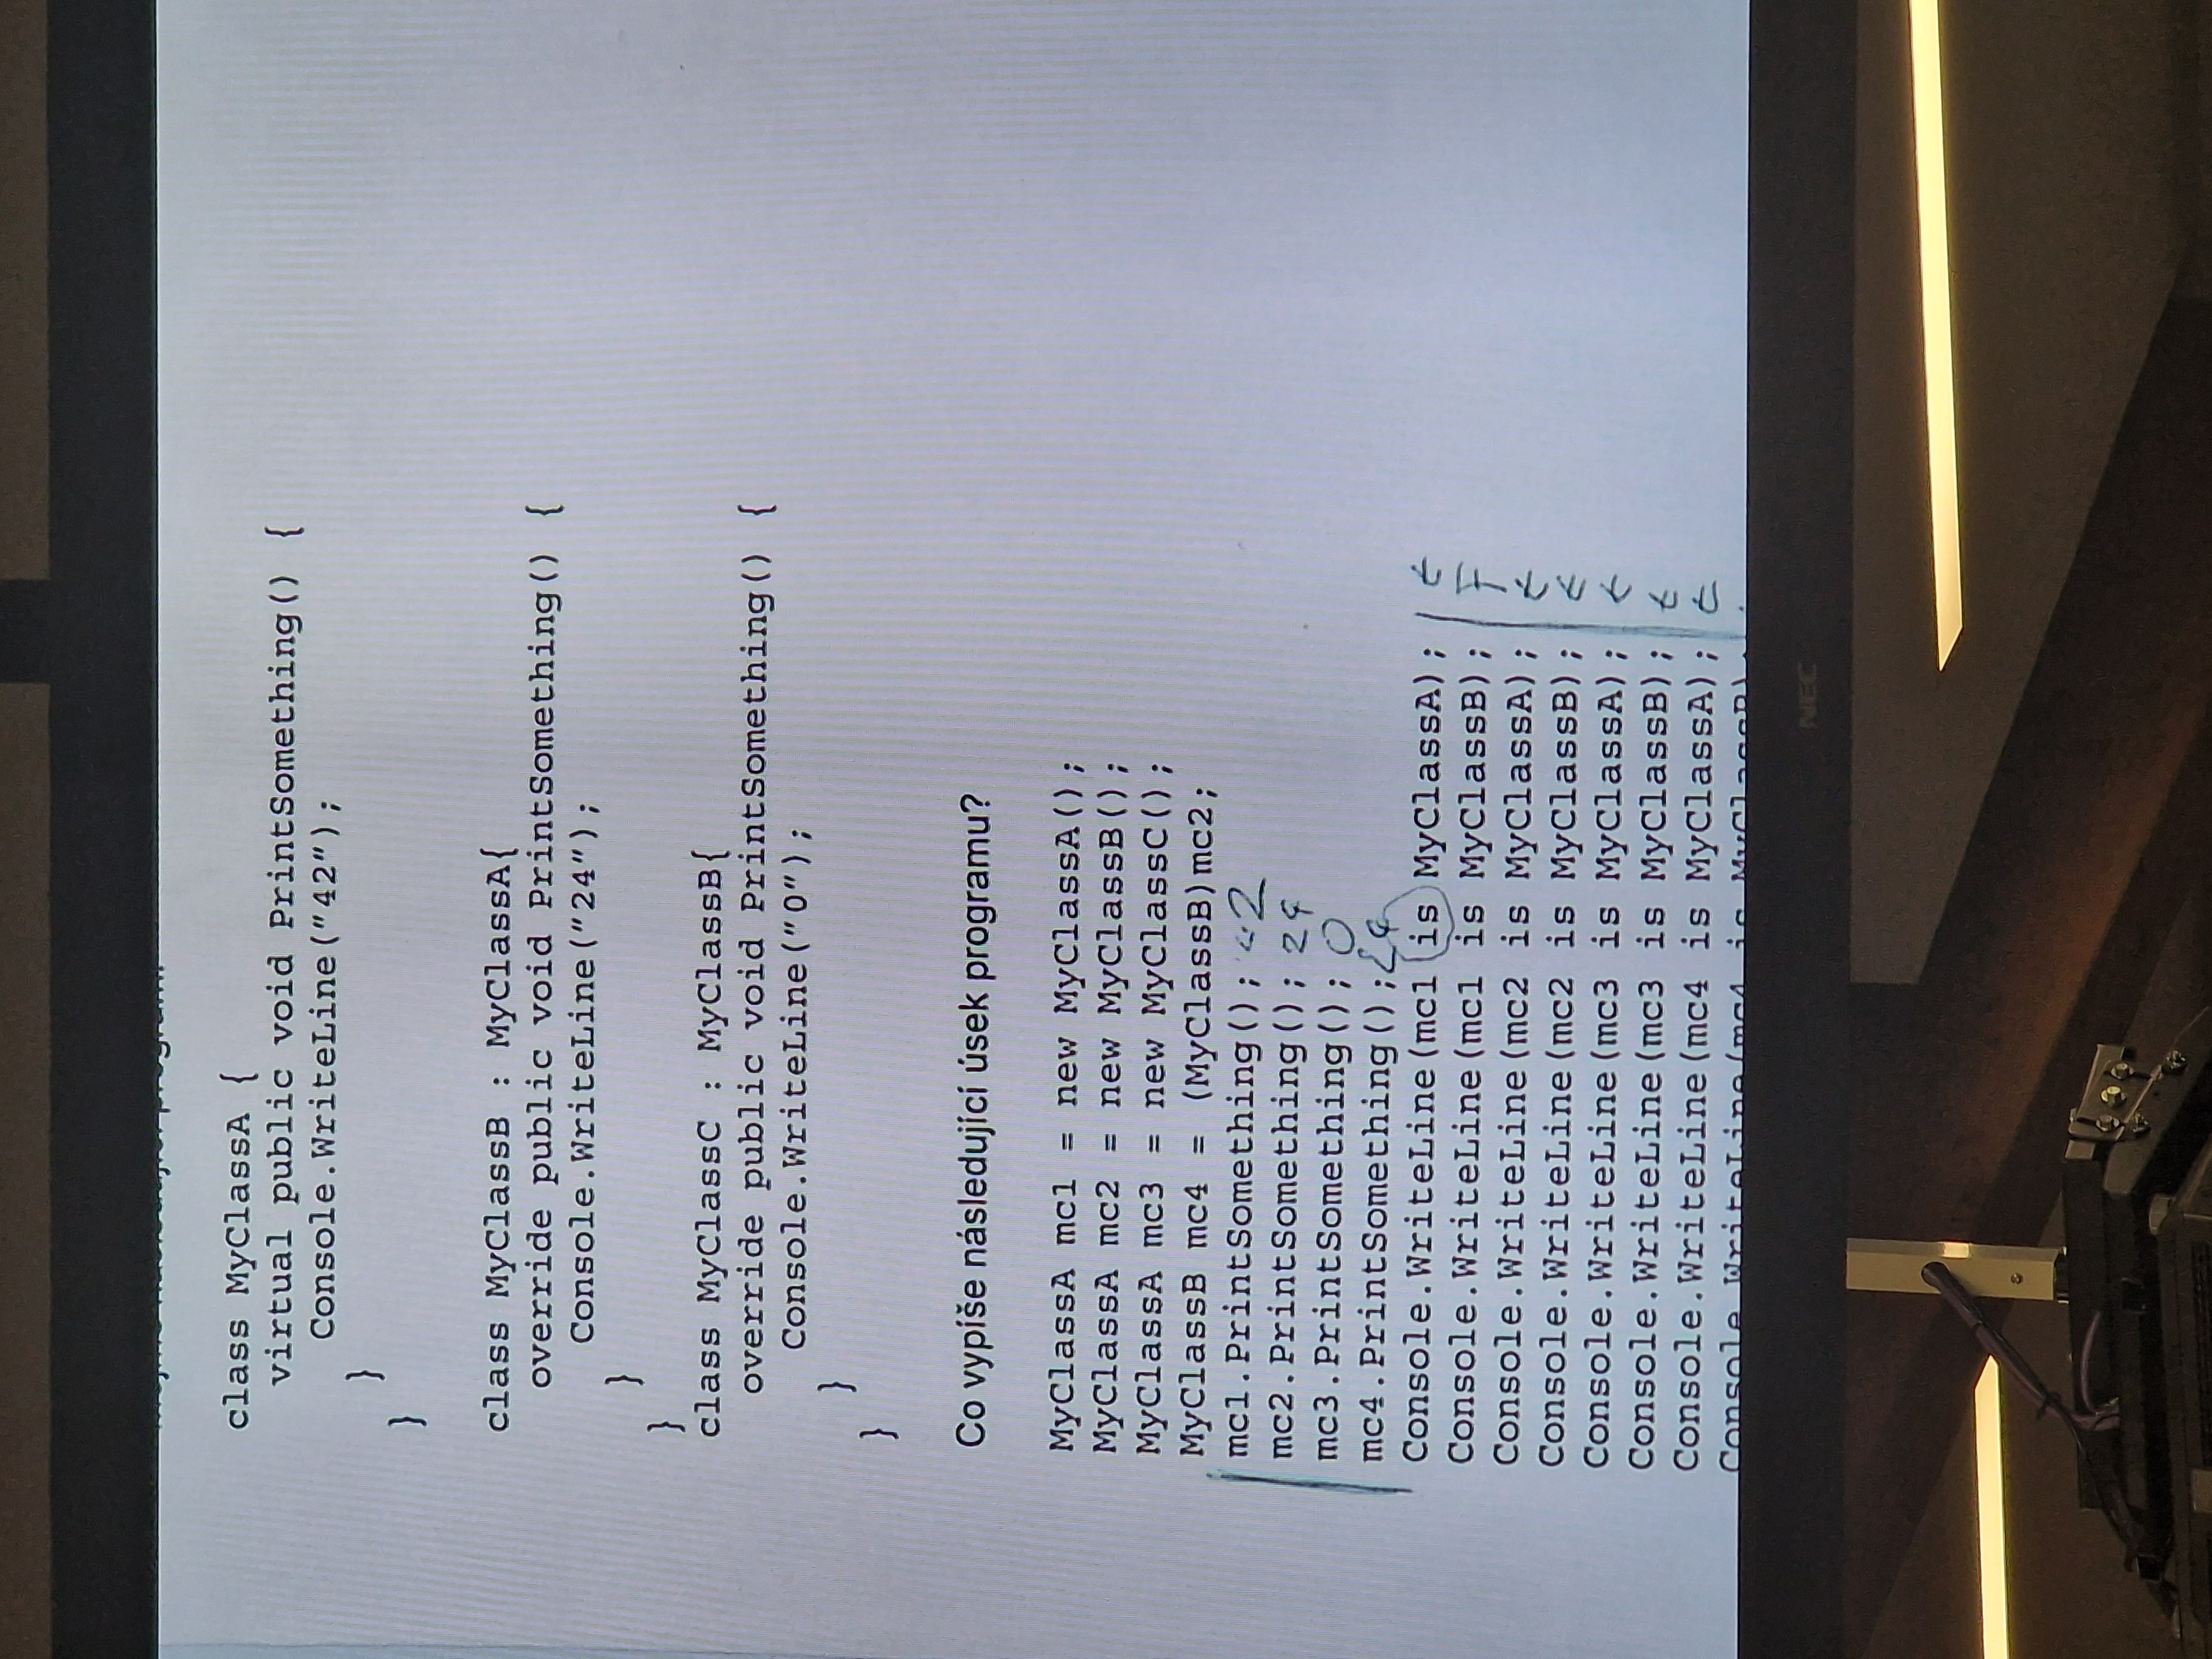 class MyClassA {
virtual public void PrintSomething() {
Console.WriteLine("42");
}
}
class MyClassB : MyClassA{
override public void PrintSomething() {
Console.WriteLine("24");
}
}
class MyClassC : MyClassB{
override public void PrintSomething() {
Console.WriteLine("0");
}
}
Co vypíše následující úsek programu?
MyClassA mc1 = new MyClassA();
MyClassA mc2 = new MyClassB();
MyClassA mc3 = new MyClassC();
MyClassB mc4 = (MyClassB)mc2;
mc1.PrintSomething(); 42
mc2.PrintSomething(); 24
mc3.PrintSomething(); 0
mc4.PrintSomething(); 24
Console.WriteLine(mc1 is MyClassA); t
Console.WriteLine(mc1 is MyClassB); F
Console.WriteLine(mc2 is MyClassA); t
Console.WriteLine(mc2 is MyClassB); t
Console.WriteLine(mc3 is MyClassA); t
Console.WriteLine(mc3 is MyClassB); t
Console.WriteLine(mc4 is MyClassA); t
Console.WriteLine(mc4 is MyClassB)
NEC